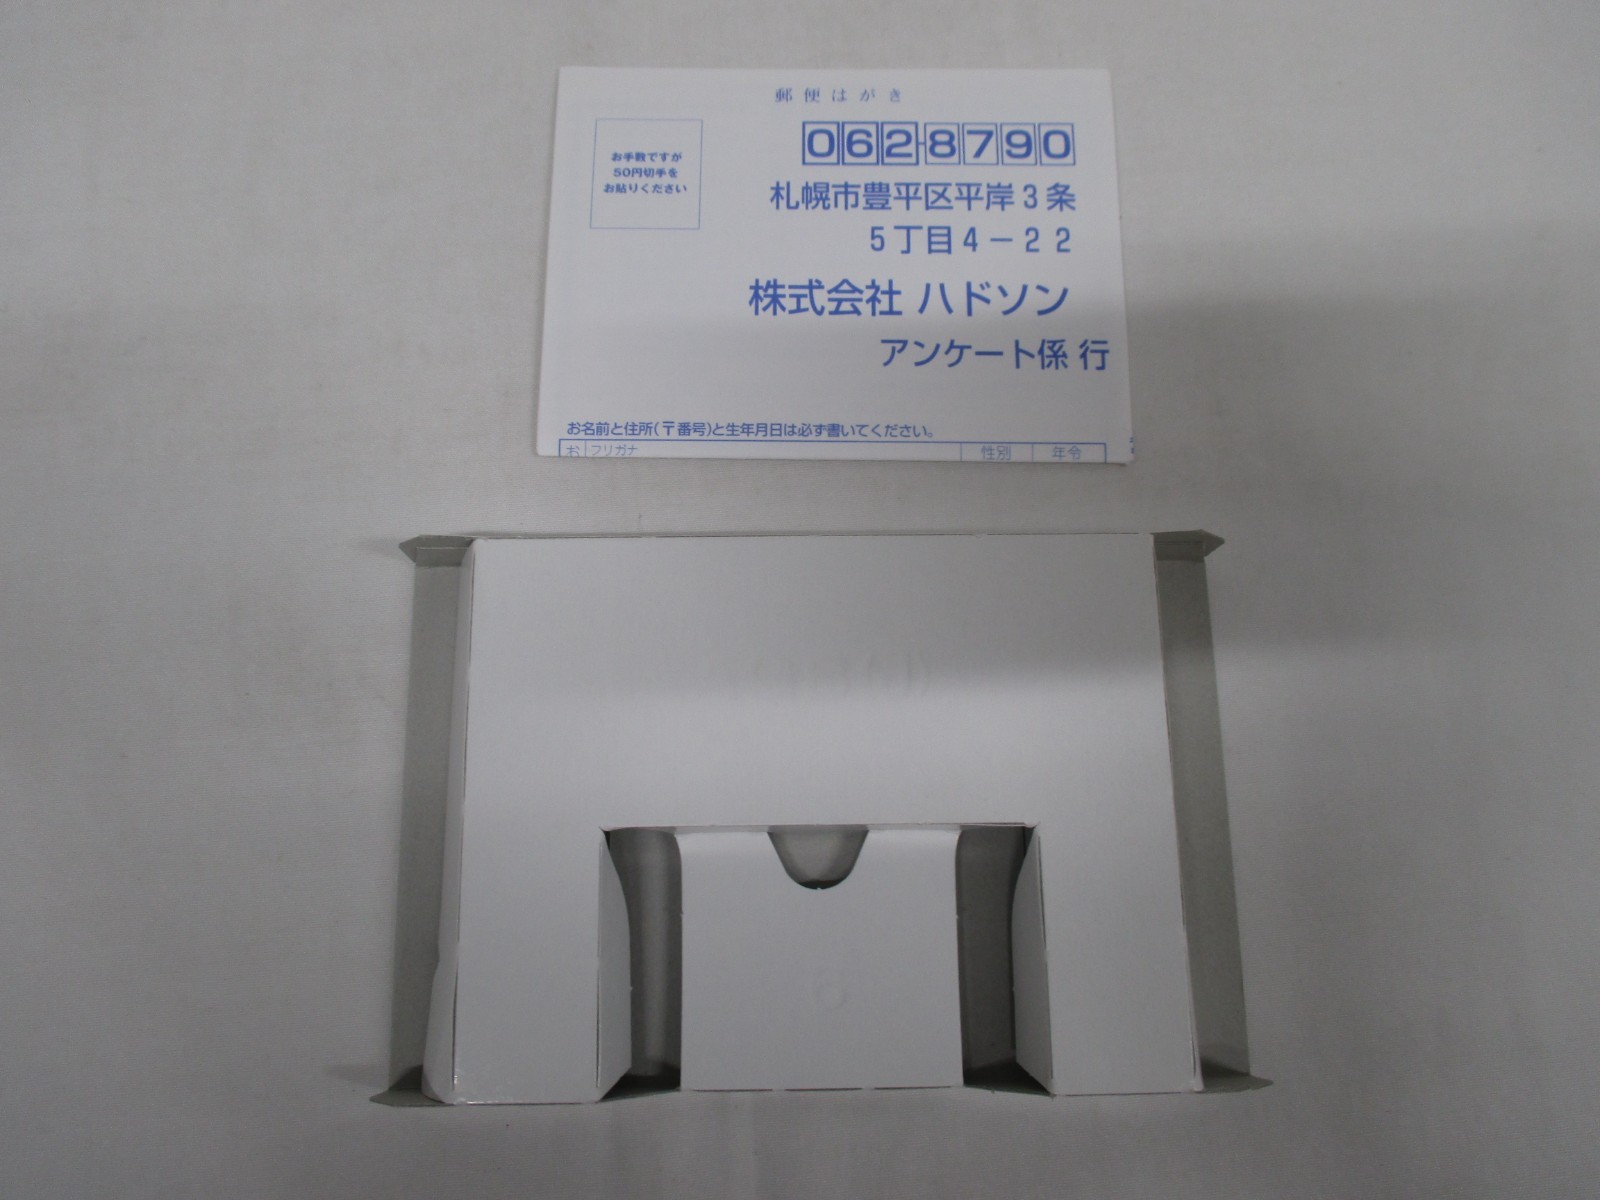 郵便はがき
お手数ですが
50円切手を
お貼りください
062-8790
札幌市豊平区平岸3条
5丁目4-22
株式会社 ハドソン
アンケート係 行
お名前と住所(〒番号)と生年月日は必ず書いてください。
お フリガナ 性別 年令